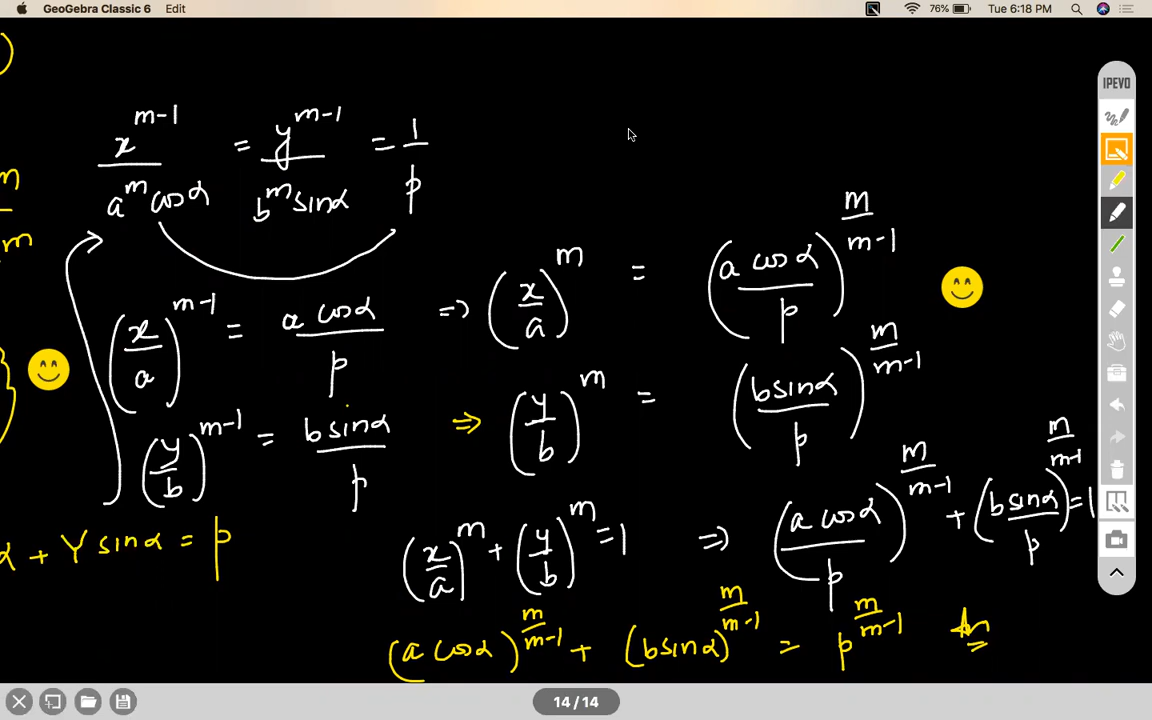 GeoGebra Classic 6 Edit 76% Tue 6:18 PM
IPEVO
)
x^{m-1}/(a^m cosα) = y^{m-1}/(b^m sinα) = 1/p
m
m
(x/a)^{m-1} = a cosα/p ⇒ (x/a)^m = (a cosα/p)^{m/(m-1)}
(y/b)^{m-1} = b sinα/p ⇒ (y/b)^m = (b sinα/p)^{m/(m-1)}
α + Y sinα = p
(x/a)^m + (y/b)^m = 1 ⇒ (a cosα/p)^{m/(m-1)} + (b sinα/p)^{m/(m-1)} = 1
(a cosα)^{m/(m-1)} + (b sinα)^{m/(m-1)} = p^{m/(m-1)} An
14 / 14